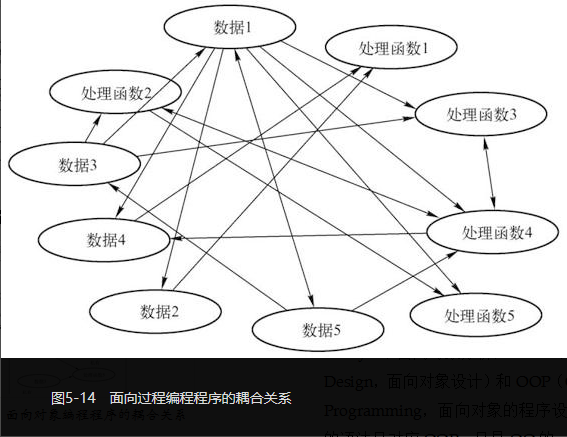 数据1
处理函数1
处理函数2
处理函数3
数据3
数据4
处理函数4
数据2
数据5
处理函数5
Design，面向对象设计）和 OOP（
图5-14 面向过程编程程序的耦合关系
Programming，面向对象的程序设
面向对象编程程序的耦合关系